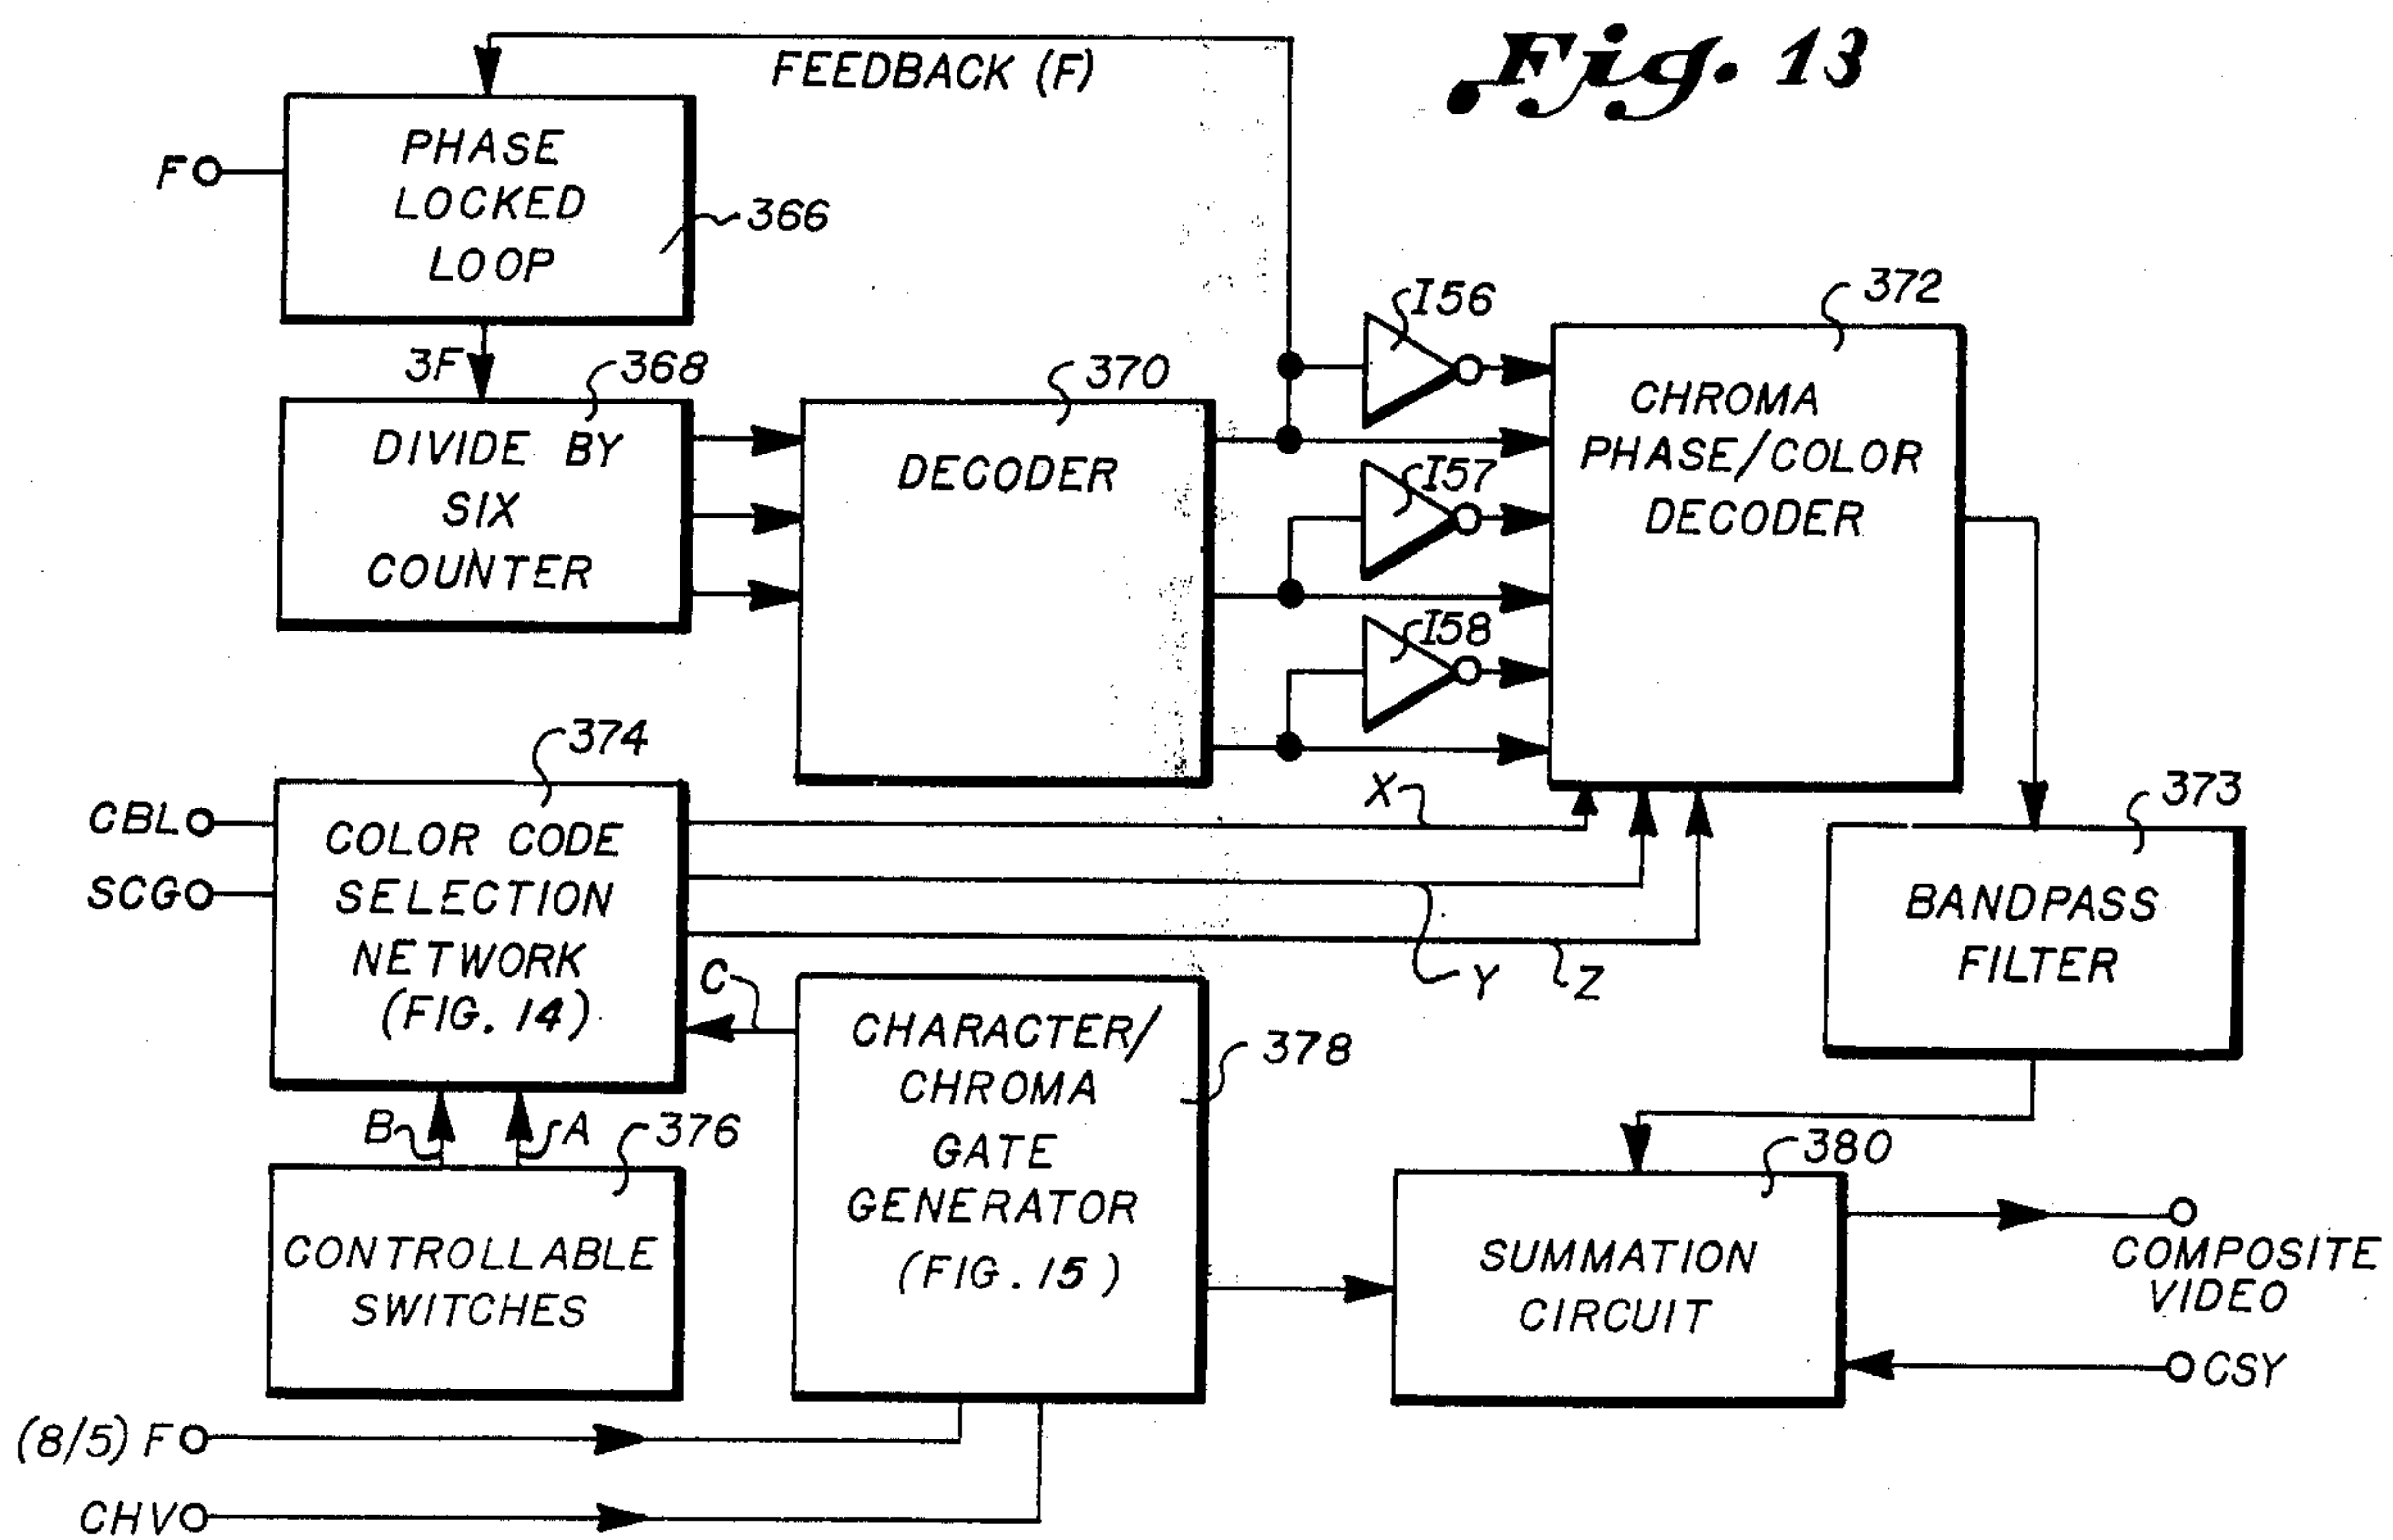 Fig. 13
FEEDBACK (F)
F
PHASE
LOCKED
LOOP
366
3F
368
DIVIDE BY
SIX
COUNTER
370
DECODER
I56
I57
I58
372
CHROMA
PHASE/COLOR
DECODER
373
BANDPASS
FILTER
374
CBL
SCG
COLOR CODE
SELECTION
NETWORK
(FIG. 14)
X
Y
Z
C
B
A
376
CONTROLLABLE
SWITCHES
378
CHARACTER/
CHROMA
GATE
GENERATOR
(FIG. 15)
380
SUMMATION
CIRCUIT
COMPOSITE
VIDEO
CSY
(8/5) F
CHV